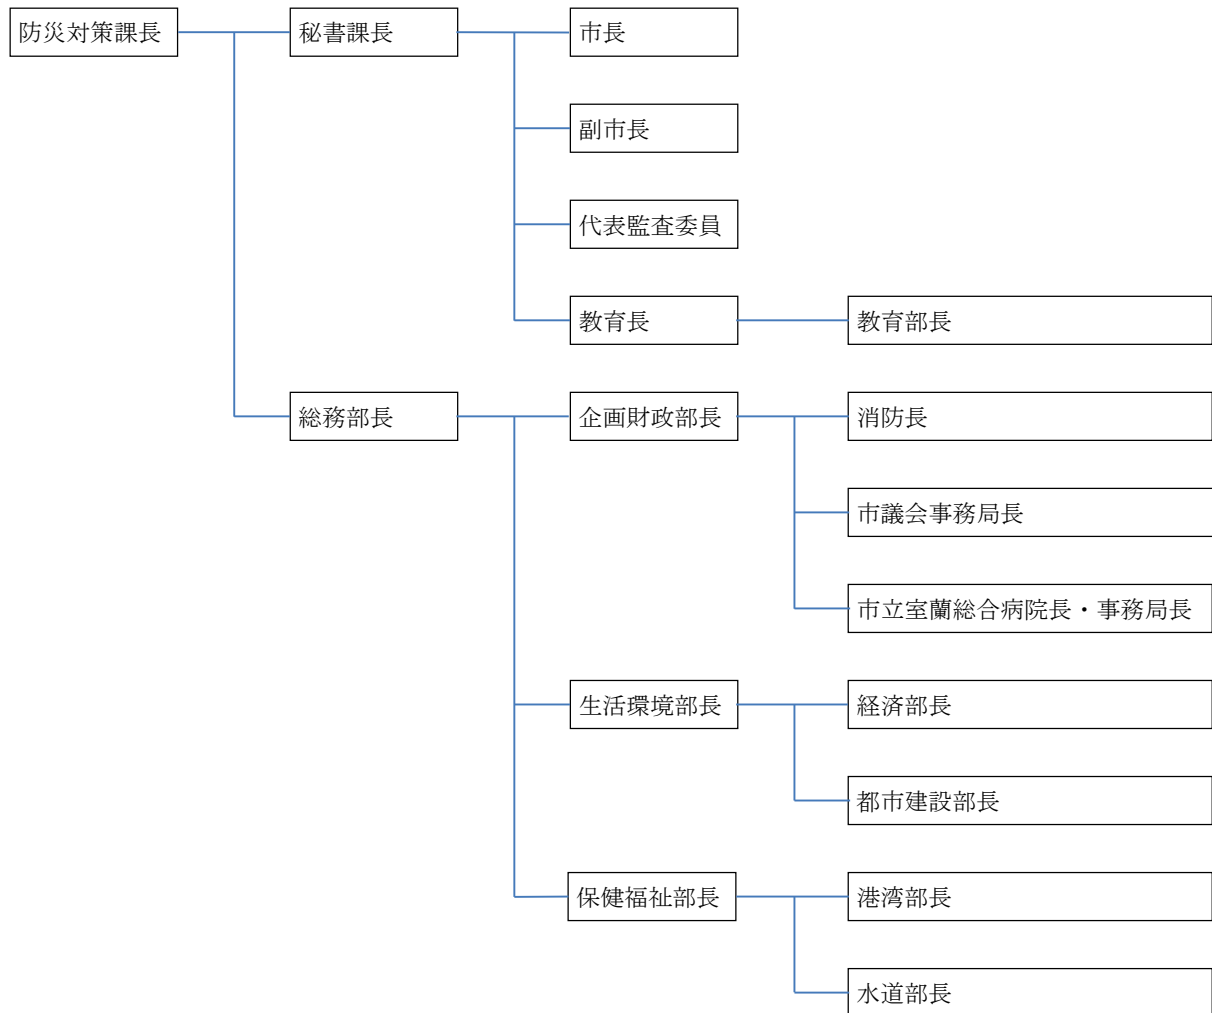 防災対策課長
秘書課長
市長
副市長
代表監査委員
教育長
教育部長
総務部長
企画財政部長
消防長
市議会事務局長
市立室蘭総合病院長・事務局長
生活環境部長
経済部長
都市建設部長
保健福祉部長
港湾部長
水道部長